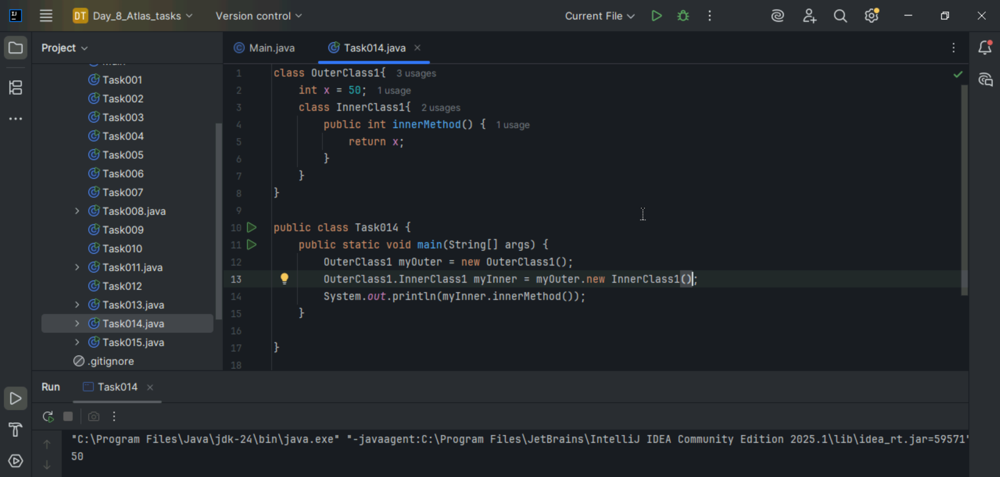 DT Day_8_Atlas_tasks Version control Current File
Project
Main.java Task014.java
Task001
Task002
Task003
Task004
Task005
Task006
Task007
Task008.java
Task009
Task010
Task011.java
Task012
Task013.java
Task014.java
Task015.java
.gitignore
1 class OuterClass1{ 3 usages
2 int x = 50; 1 usage
3 class InnerClass1{ 2 usages
4 public int innerMethod() { 1 usage
5 return x;
6 }
7 }
8 }
9
10 public class Task014 {
11 public static void main(String[] args) {
12 OuterClass1 myOuter = new OuterClass1();
13 OuterClass1.InnerClass1 myInner = myOuter.new InnerClass1();
14 System.out.println(myInner.innerMethod());
15 }
16
17 }
18
Run Task014
"C:\Program Files\Java\jdk-24\bin\java.exe" "-javaagent:C:\Program Files\JetBrains\IntelliJ IDEA Community Edition 2025.1\lib\idea_rt.jar=59571"
50